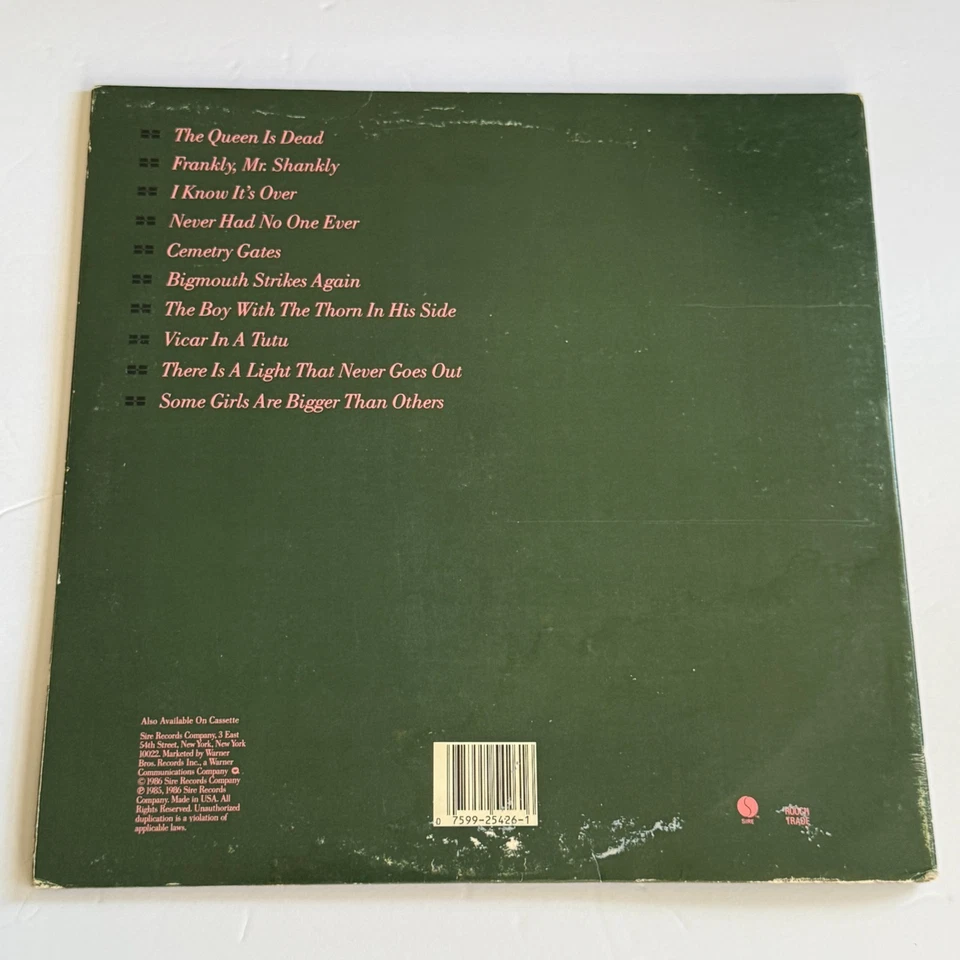 The Queen Is Dead
Frankly, Mr. Shankly
I Know It's Over
Never Had No One Ever
Cemetry Gates
Bigmouth Strikes Again
The Boy With The Thorn In His Side
Vicar In A Tutu
There Is A Light That Never Goes Out
Some Girls Are Bigger Than Others
Also Available On Cassette
Sire Records Company, 3 East
54th Street, New York, New York
10022. Marketed by Warner
Bros. Records Inc., a Warner
Communications Company
© 1986 Sire Records Company
℗ 1985, 1986 Sire Records
Company. Made in USA. All
Rights Reserved. Unauthorized
duplication is a violation of
applicable laws.
0 7599-25426-1
SIRE
ROUGH
TRADE